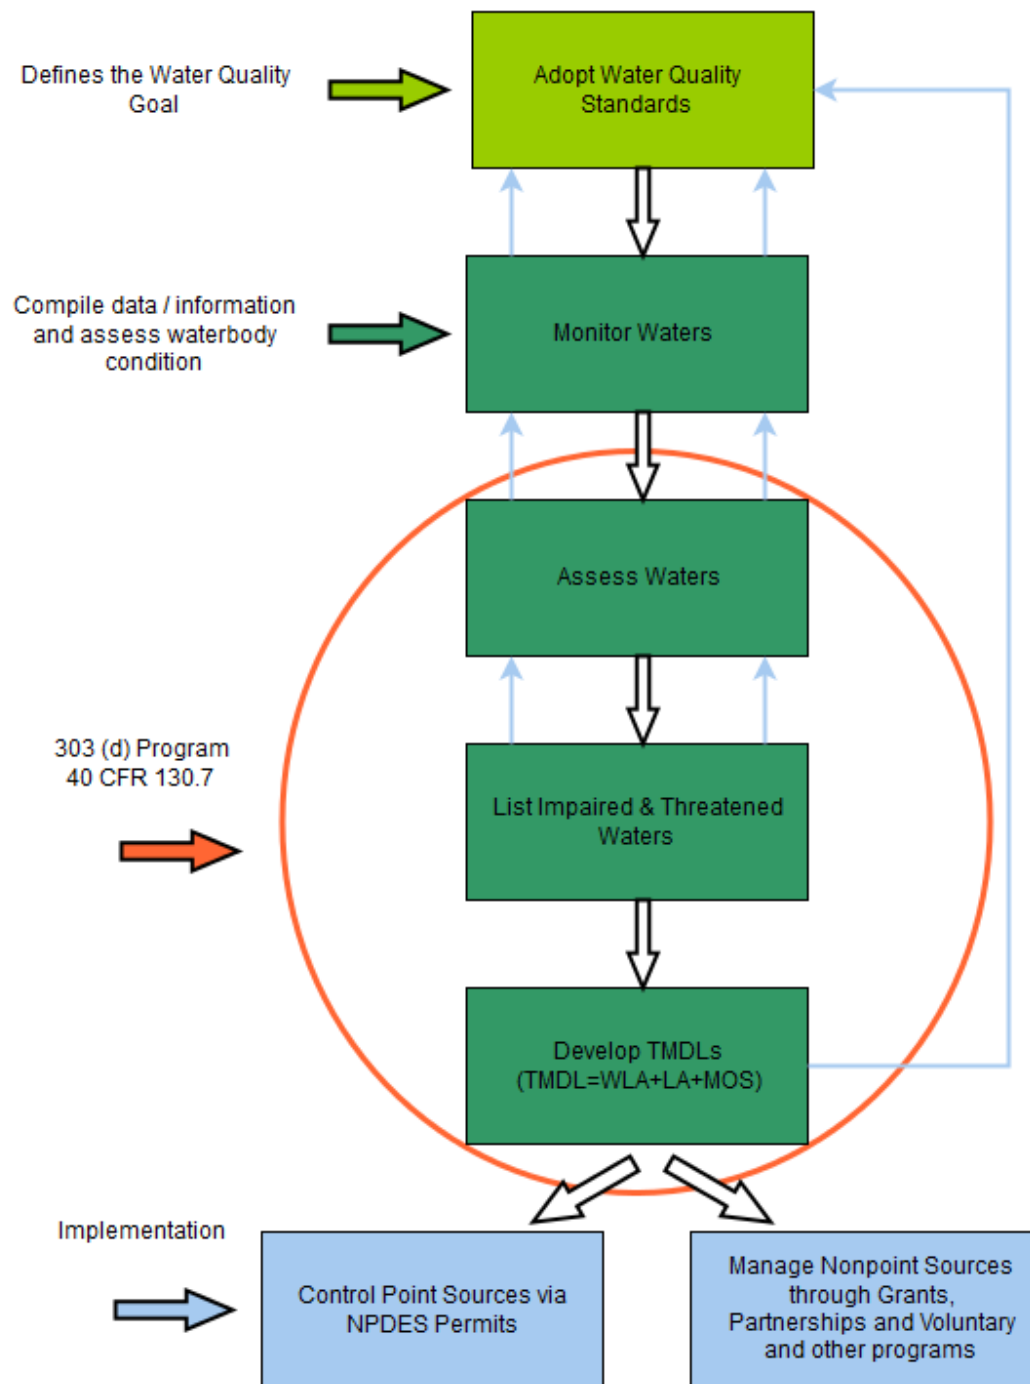 Defines the Water Quality
Goal
Adopt Water Quality
Standards
Compile data / information
and assess waterbody
condition
Monitor Waters
Assess Waters
303 (d) Program
40 CFR 130.7
List Impaired & Threatened
Waters
Develop TMDLs
(TMDL=WLA+LA+MOS)
Implementation
Control Point Sources via
NPDES Permits
Manage Nonpoint Sources
through Grants,
Partnerships and Voluntary
and other programs